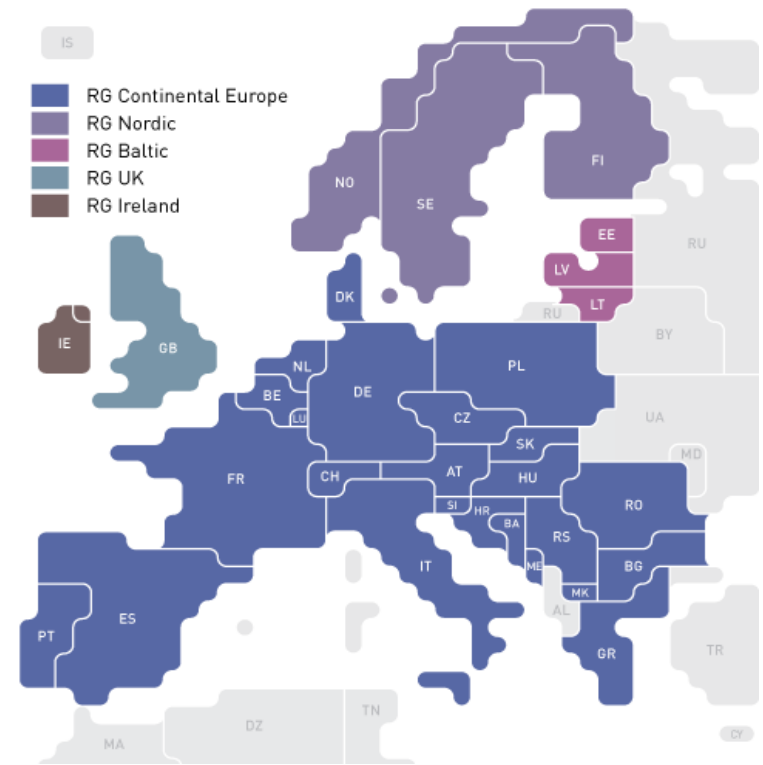 IS
RG Continental Europe
RG Nordic
RG Baltic
RG UK
RG Ireland
NO
SE
FI
EE
RU
LV
LT
DK
RU
BY
IE
GB
NL
PL
DE
BE
LU
CZ
UA
SK
MD
FR
CH
AT
HU
SI
HR
RO
BA
RS
IT
ME
BG
MK
AL
ES
PT
GR
TR
TN
DZ
MA
CY